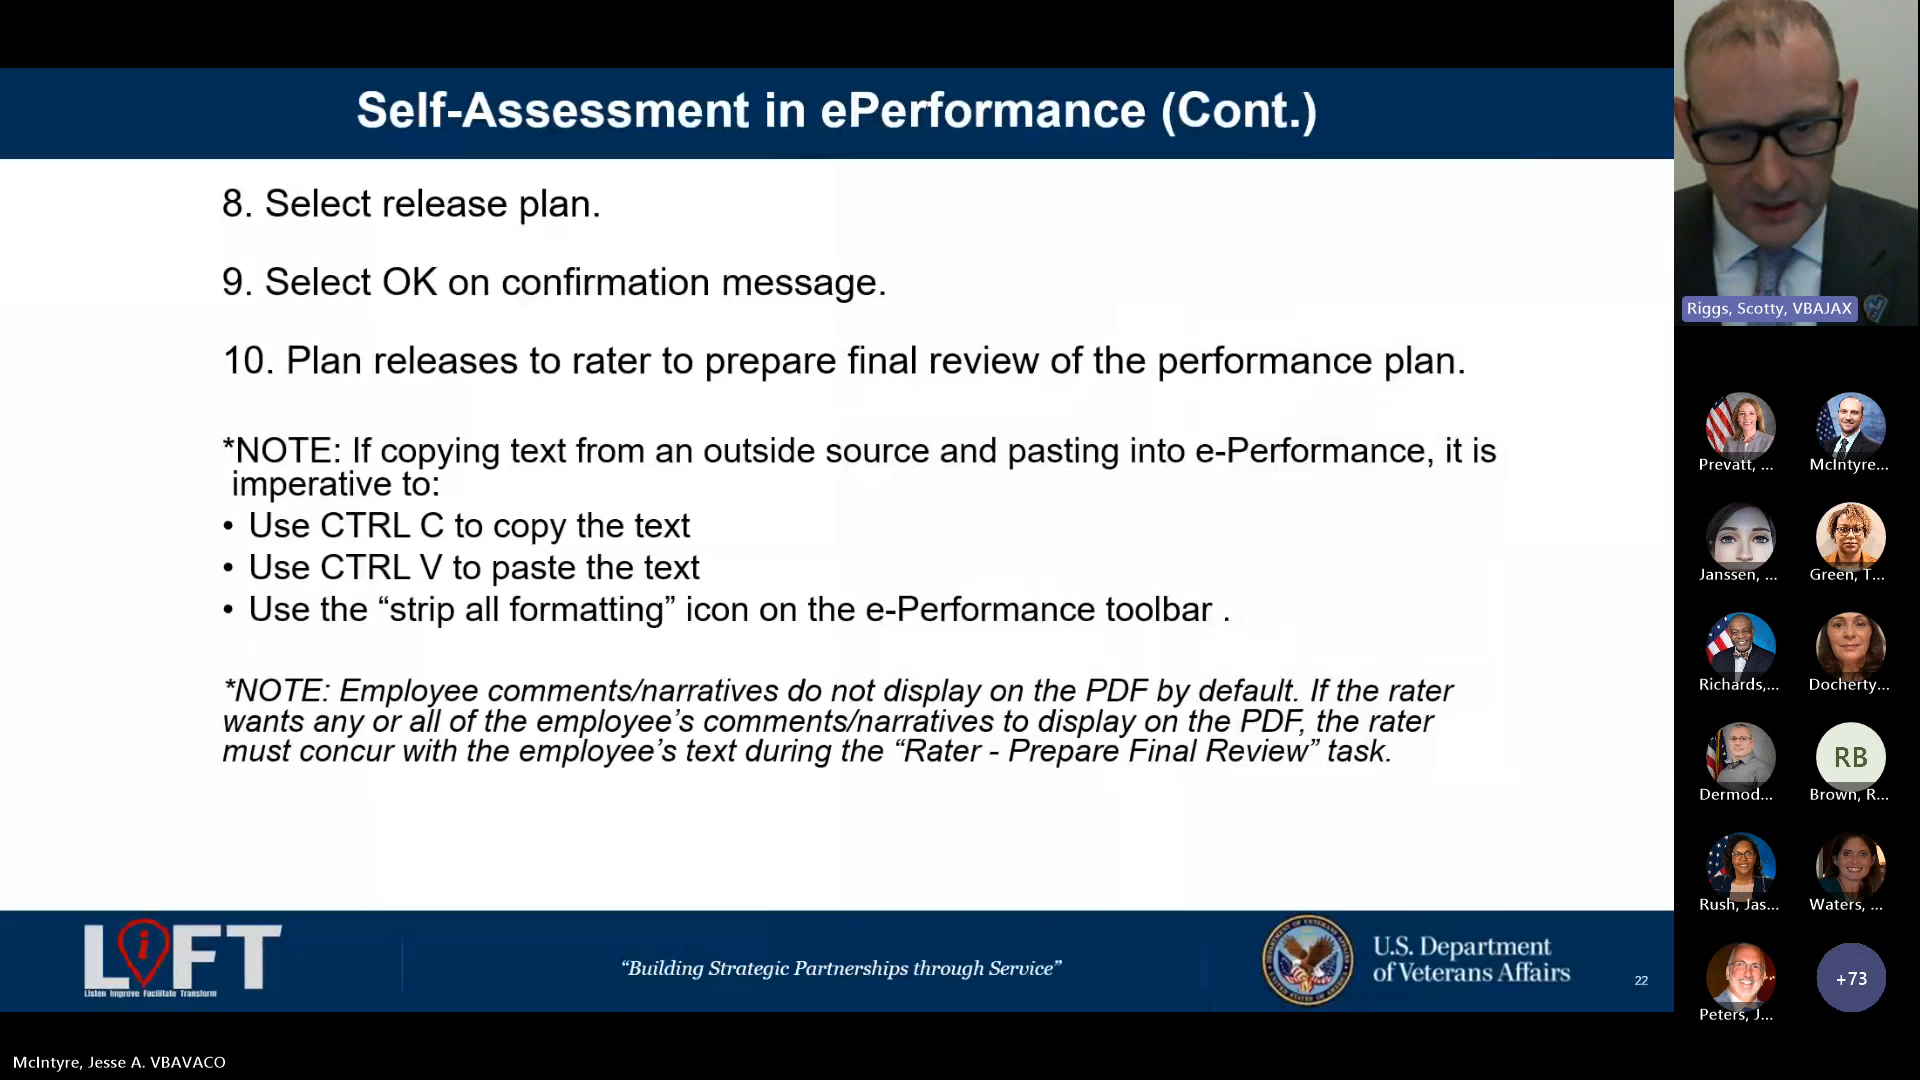 Self-Assessment in ePerformance (Cont.)
8. Select release plan.
9. Select OK on confirmation message.
10. Plan releases to rater to prepare final review of the performance plan.
*NOTE: If copying text from an outside source and pasting into e-Performance, it is
imperative to:
• Use CTRL C to copy the text
• Use CTRL V to paste the text
• Use the “strip all formatting” icon on the e-Performance toolbar .
*NOTE: Employee comments/narratives do not display on the PDF by default. If the rater
wants any or all of the employee’s comments/narratives to display on the PDF, the rater
must concur with the employee’s text during the “Rater - Prepare Final Review” task.
LiFT
Listen Improve Facilitate Transform
“Building Strategic Partnerships through Service”
U.S. Department
of Veterans Affairs
22
McIntyre, Jesse A. VBAVACO
Riggs, Scotty, VBAJAX
Prevatt, ...
McIntyre...
Janssen, ...
Green, T...
Richards,...
Docherty...
Dermod...
RB
Brown, R...
Rush, Jas...
Waters, ...
Peters, J...
+73